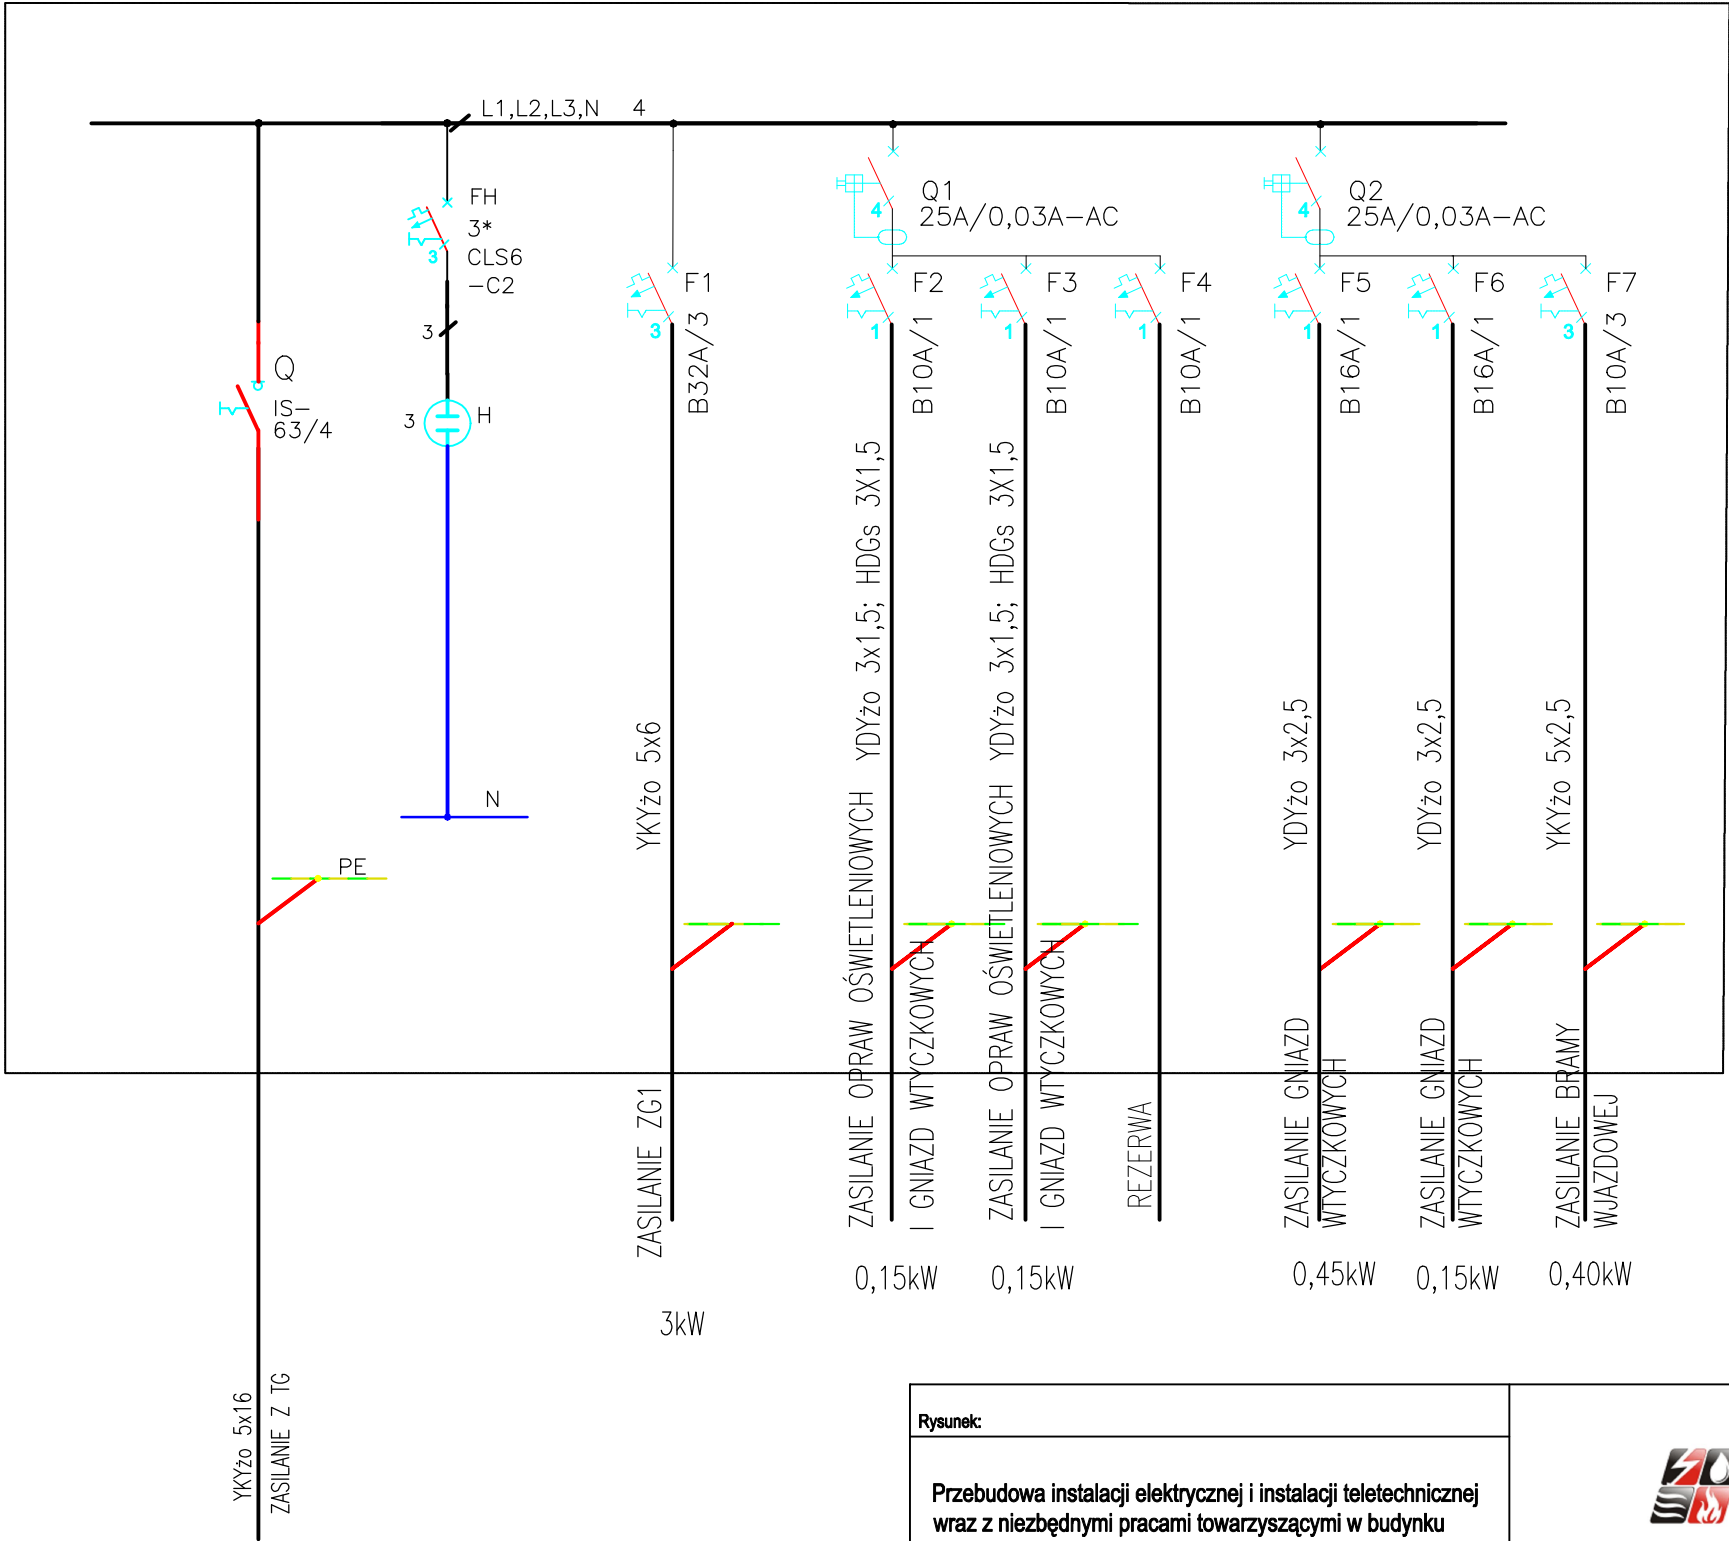 L1,L2,L3,N 4
Q
IS-
63/4
FH
3*
CLS6
-C2
3
3
3
H
N
PE
F1
3
B32A/3
YKYżo 5x6
ZASILANIE ZG1
3kW
Q1
25A/0,03A-AC
4
F2
1
B10A/1
ZASILANIE OPRAW OŚWIETLENIOWYCH YDYżo 3x1,5; HDGs 3X1,5
I GNIAZD WTYCZKOWYCH
0,15kW
F3
1
B10A/1
ZASILANIE OPRAW OŚWIETLENIOWYCH YDYżo 3x1,5; HDGs 3X1,5
I GNIAZD WTYCZKOWYCH
0,15kW
F4
1
B10A/1
REZERWA
Q2
25A/0,03A-AC
4
F5
1
B16A/1
YDYżo 3x2,5
ZASILANIE GNIAZD
WTYCZKOWYCH
0,45kW
F6
1
B16A/1
YDYżo 3x2,5
ZASILANIE GNIAZD
WTYCZKOWYCH
0,15kW
F7
3
B10A/3
YKYżo 5x2,5
ZASILANIE BRAMY
WJAZDOWEJ
0,40kW
YKYżo 5x16
ZASILANIE Z TG
Rysunek:
Przebudowa instalacji elektrycznej i instalacji teletechnicznej
wraz z niezbędnymi pracami towarzyszącymi w budynku